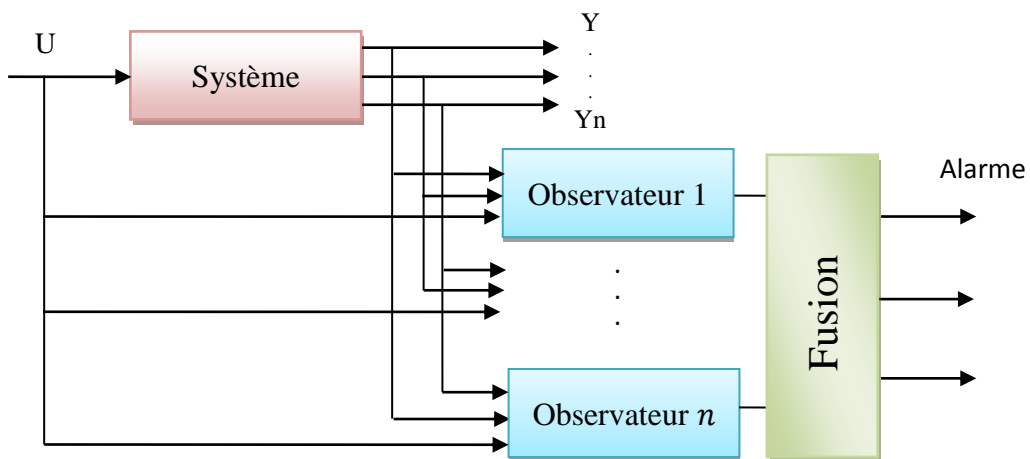 U
Système
Y
.
.
.
Yn
Observateur 1
Alarme
.
.
.
Fusion
Observateur n